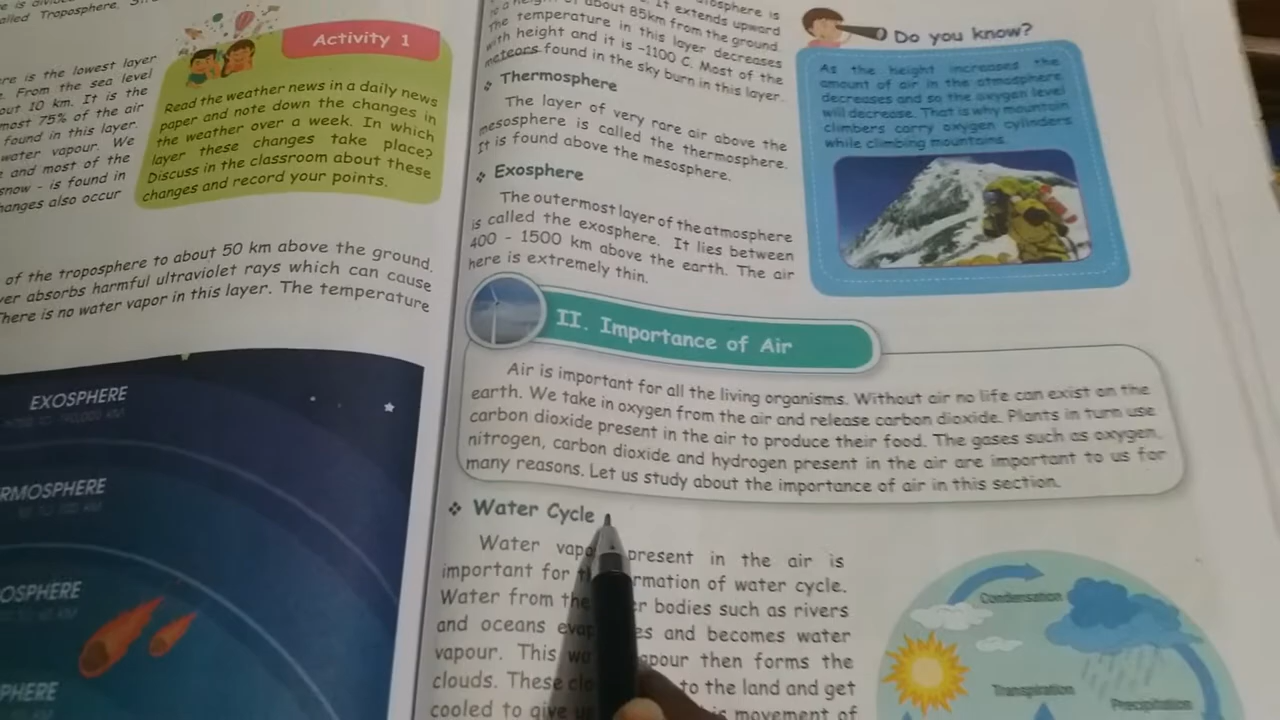 alled Troposphere,
re is the lowest layer
From the sea level
out 10 km. It is the
most 75% of the air
found in this layer.
water vapour. We
and most of the
snow - is found in
hanges also occur
Activity 1
Read the weather news in a daily news
paper and note down the changes in
the weather over a week. In which
layer these changes take place?
Discuss in the classroom about these
changes and record your points.
of the troposphere to about 50 km above the ground.
er absorbs harmful ultraviolet rays which can cause
There is no water vapor in this layer. The temperature
EXOSPHERE
RMOSPHERE
OSPHERE
PHERE
It extends upward
about 85km from the ground.
The temperature in this layer decreases
with height and it is -1100 C. Most of the
meteors found in the sky burn in this layer.
❖ Thermosphere
The layer of very rare air above the
mesosphere is called the thermosphere.
It is found above the mesosphere.
❖ Exosphere
The outermost layer of the atmosphere
is called the exosphere. It lies between
400 - 1500 km above the earth. The air
here is extremely thin.
Do you know?
As the height increases the
amount of air in the atmosphere
decreases and so the oxygen level
will decrease. That is why mountain
climbers carry oxygen cylinders
while climbing mountains.
II. Importance of Air
Air is important for all the living organisms. Without air no life can exist on the
earth. We take in oxygen from the air and release carbon dioxide. Plants in turn use
carbon dioxide present in the air to produce their food. The gases such as oxygen,
nitrogen, carbon dioxide and hydrogen present in the air are important to us for
many reasons. Let us study about the importance of air in this section.
❖ Water Cycle
Water vapo present in the air is
important for rmation of water cycle.
Water from the r bodies such as rivers
and oceans evap es and becomes water
vapour. This wa apour then forms the
clouds. These clo to the land and get
cooled to give is movement of
Condensation
Transpiration
Precipitation